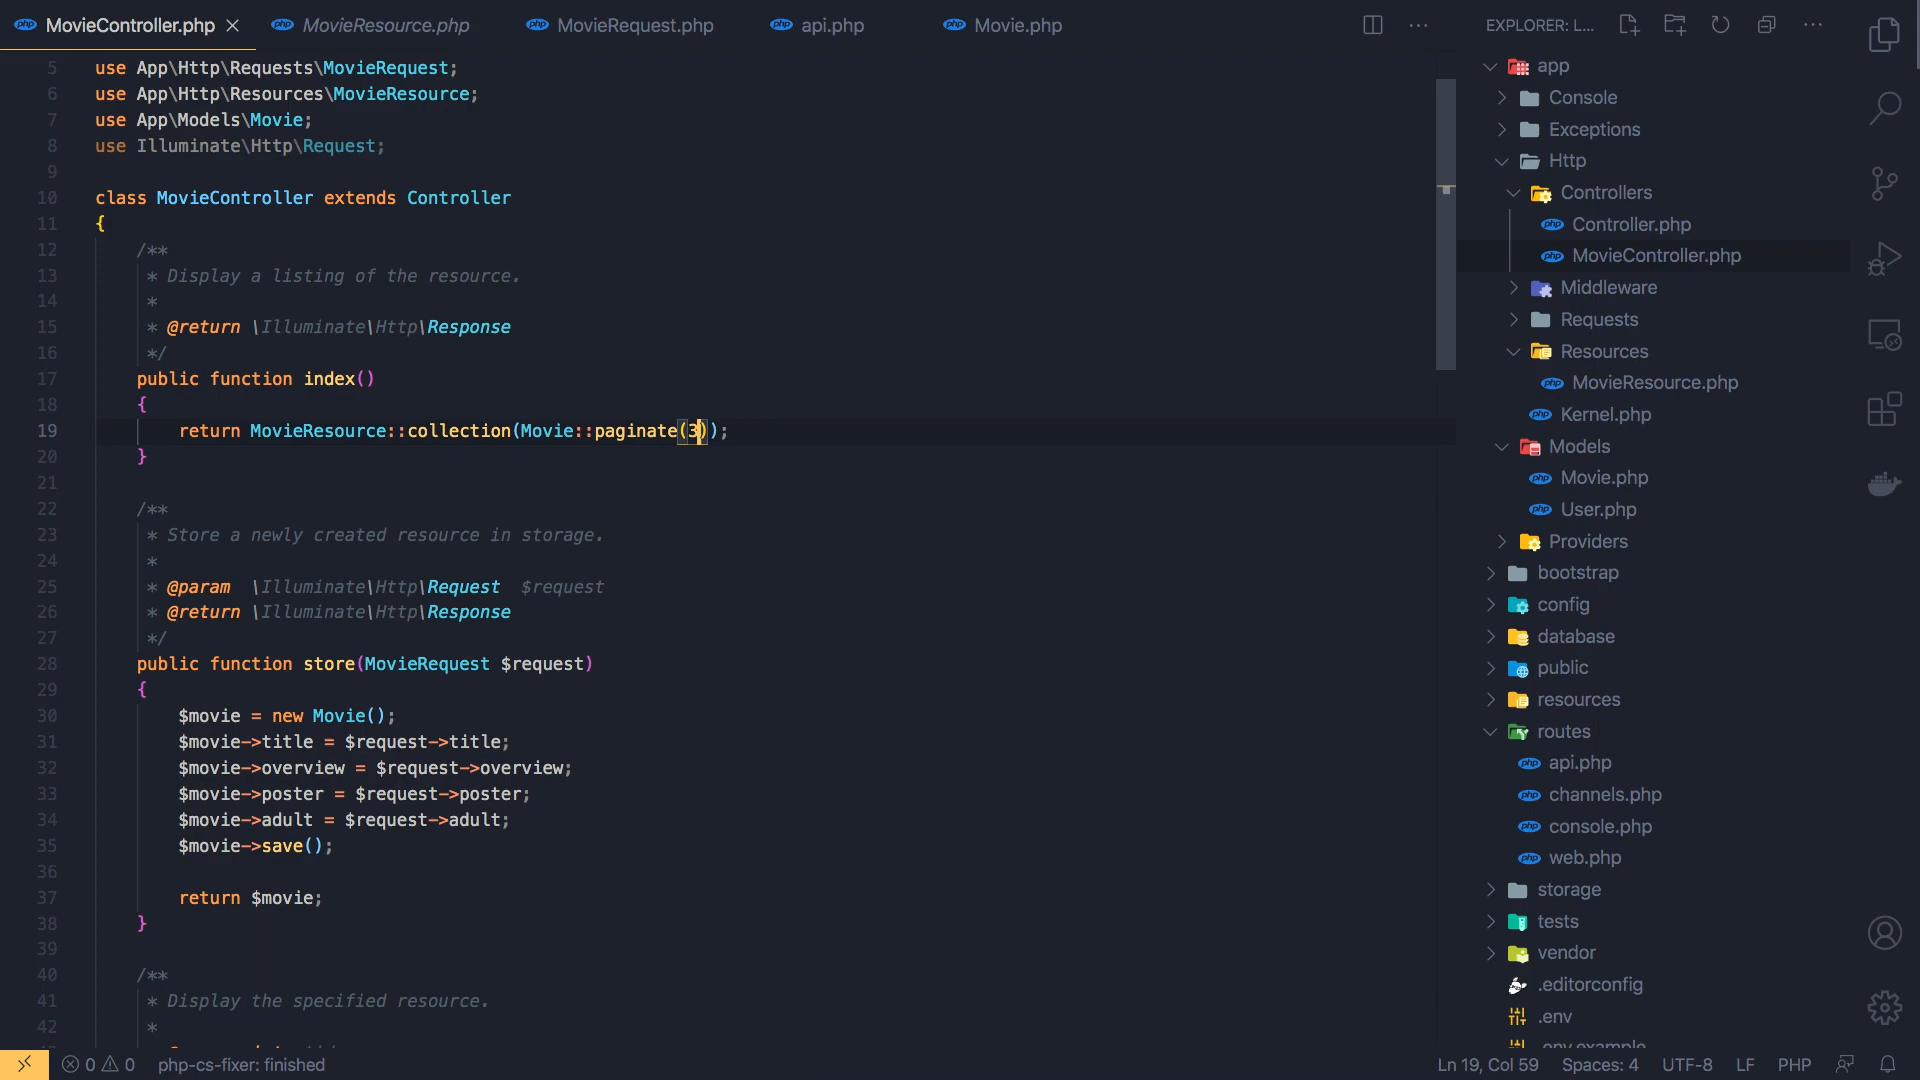 MovieController.php
MovieResource.php
MovieRequest.php
api.php
Movie.php
5 use App\Http\Requests\MovieRequest;
6 use App\Http\Resources\MovieResource;
7 use App\Models\Movie;
8 use Illuminate\Http\Request;
9
10 class MovieController extends Controller
11 {
12 /**
13 * Display a listing of the resource.
14 *
15 * @return \Illuminate\Http\Response
16 */
17 public function index()
18 {
19 return MovieResource::collection(Movie::paginate(3));
20 }
21
22 /**
23 * Store a newly created resource in storage.
24 *
25 * @param  \Illuminate\Http\Request  $request
26 * @return \Illuminate\Http\Response
27 */
28 public function store(MovieRequest $request)
29 {
30 $movie = new Movie();
31 $movie->title = $request->title;
32 $movie->overview = $request->overview;
33 $movie->poster = $request->poster;
34 $movie->adult = $request->adult;
35 $movie->save();
36
37 return $movie;
38 }
39
40 /**
41 * Display the specified resource.
42 *
EXPLORER: L...
app
Console
Exceptions
Http
Controllers
Controller.php
MovieController.php
Middleware
Requests
Resources
MovieResource.php
Kernel.php
Models
Movie.php
User.php
Providers
bootstrap
config
database
public
resources
routes
api.php
channels.php
console.php
web.php
storage
tests
vendor
.editorconfig
.env
.env.example
0 0 php-cs-fixer: finished
Ln 19, Col 59 Spaces: 4 UTF-8 LF PHP